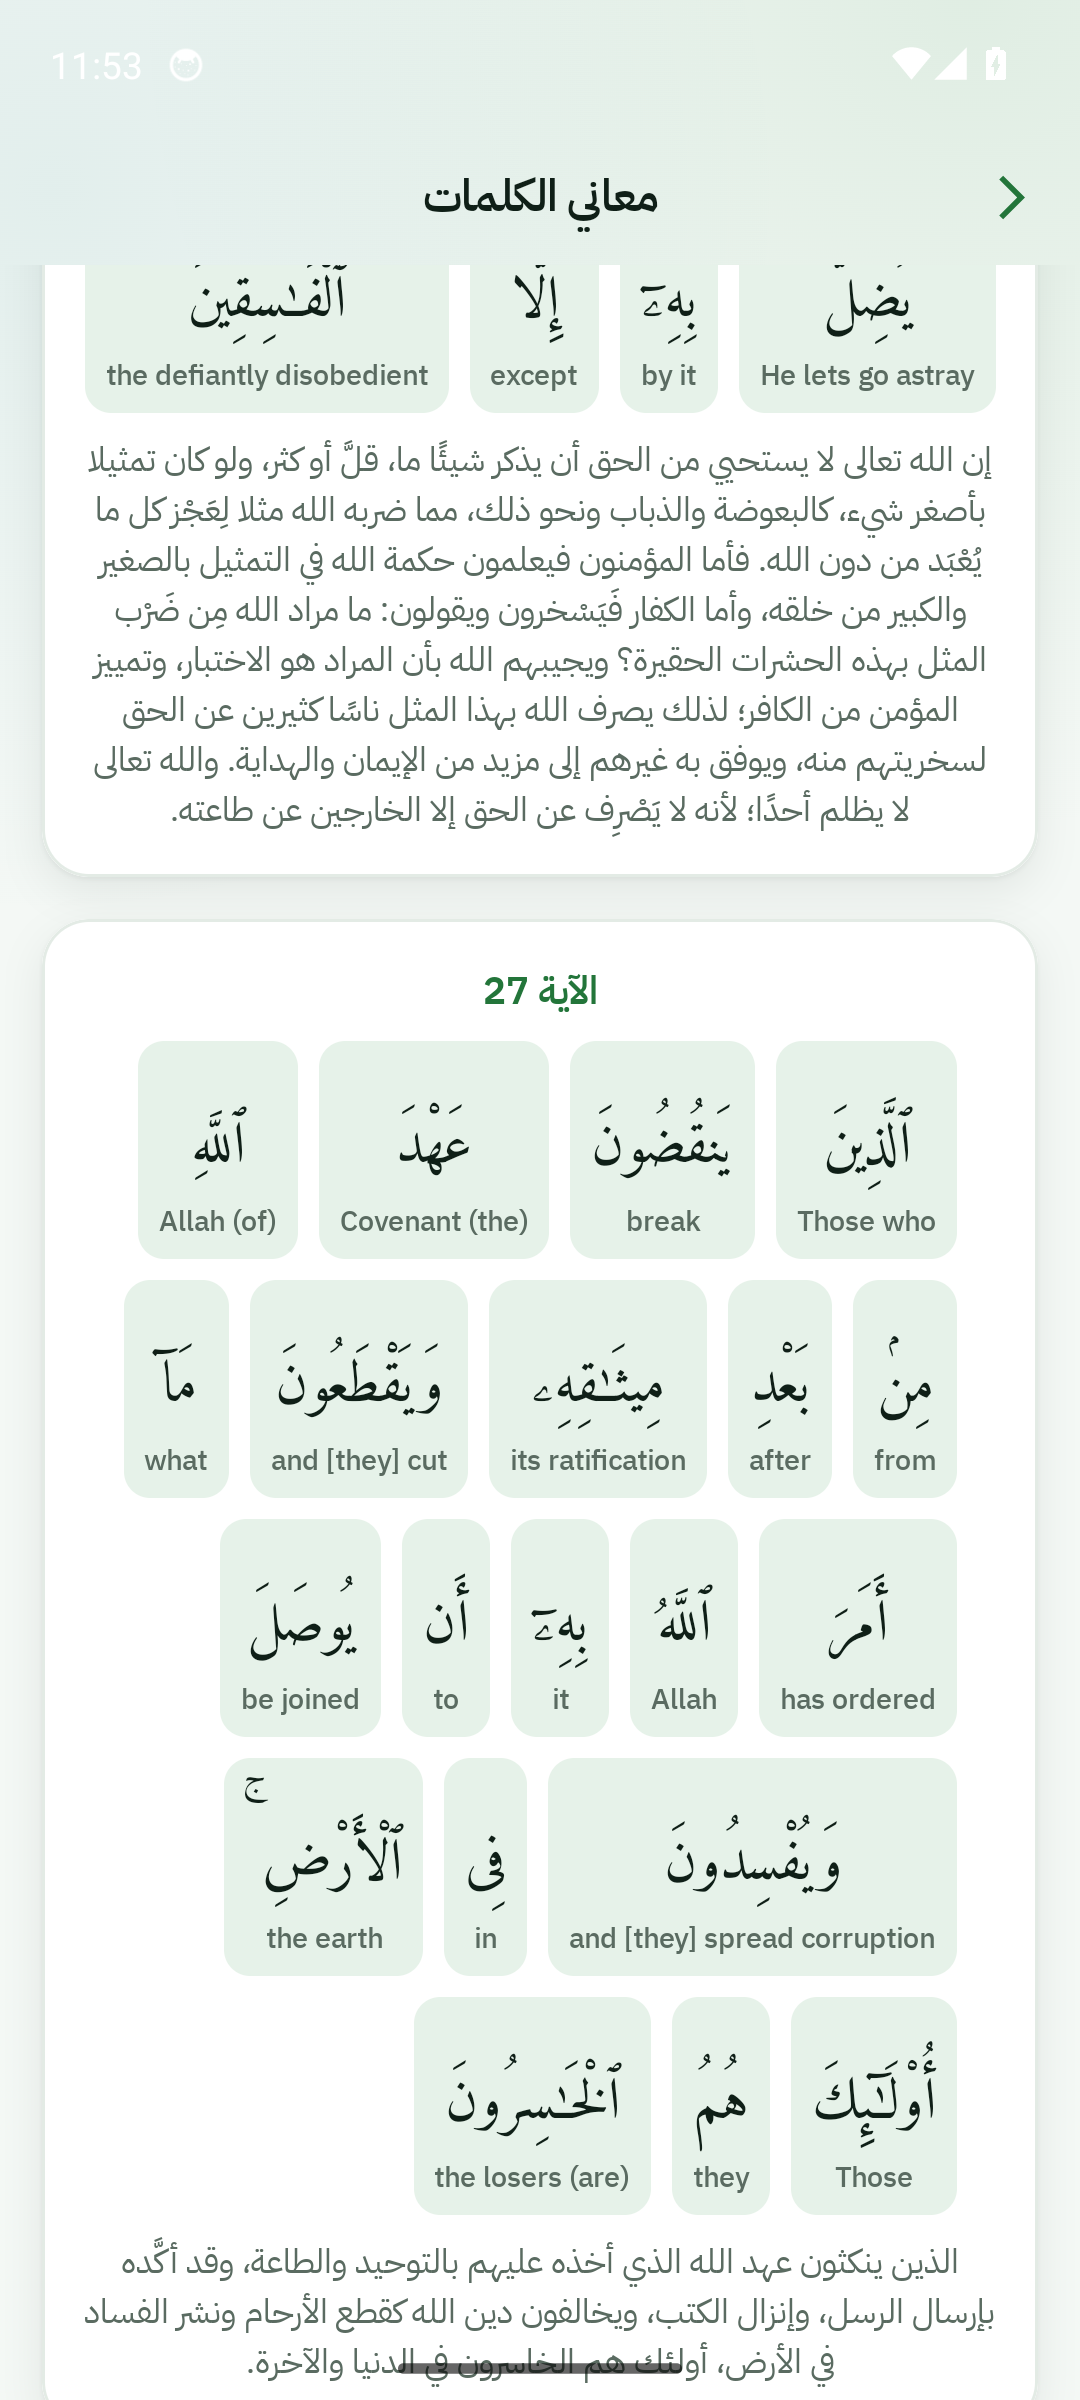 11:53
معاني الكلمات
يُضِلُّ بِهِۦٓ إِلَّا ٱلْفَـٰسِقِينَ
He lets go astray by it except the defiantly disobedient
إن الله تعالى لا يستحيي من الحق أن يذكر شيئًا ما، قلَّ أو كثر، ولو كان تمثيلا
بأصغر شيء، كالبعوضة والذباب ونحو ذلك، مما ضربه الله مثلا لِعَجْز كل ما
يُعْبَد من دون الله. فأما المؤمنون فيعلمون حكمة الله في التمثيل بالصغير
والكبير من خلقه، وأما الكفار فَيَسْخرون ويقولون: ما مراد الله مِن ضَرْب
المثل بهذه الحشرات الحقيرة؟ ويجيبهم الله بأن المراد هو الاختبار، وتمييز
المؤمن من الكافر؛ لذلك يصرف الله بهذا المثل ناسًا كثيرين عن الحق
لسخريتهم منه، ويوفق به غيرهم إلى مزيد من الإيمان والهداية. والله تعالى
لا يظلم أحدًا؛ لأنه لا يَصْرِف عن الحق إلا الخارجين عن طاعته.
الآية 27
ٱلَّذِينَ يَنقُضُونَ عَهْدَ ٱللَّهِ
Those who break Covenant (the) Allah (of)
مِنۢ بَعْدِ مِيثَـٰقِهِۦ وَيَقْطَعُونَ مَآ
from after its ratification and [they] cut what
أَمَرَ ٱللَّهُ بِهِۦٓ أَن يُوصَلَ
has ordered Allah it to be joined
وَيُفْسِدُونَ فِى ٱلْأَرْضِ ۚ
and [they] spread corruption in the earth
أُو۟لَـٰٓئِكَ هُمُ ٱلْخَـٰسِرُونَ
Those they the losers (are)
الذين ينكثون عهد الله الذي أخذه عليهم بالتوحيد والطاعة، وقد أكَّده
بإرسال الرسل، وإنزال الكتب، ويخالفون دين الله كقطع الأرحام ونشر الفساد
في الأرض، أولئك هم الخاسرون في الدنيا والآخرة.